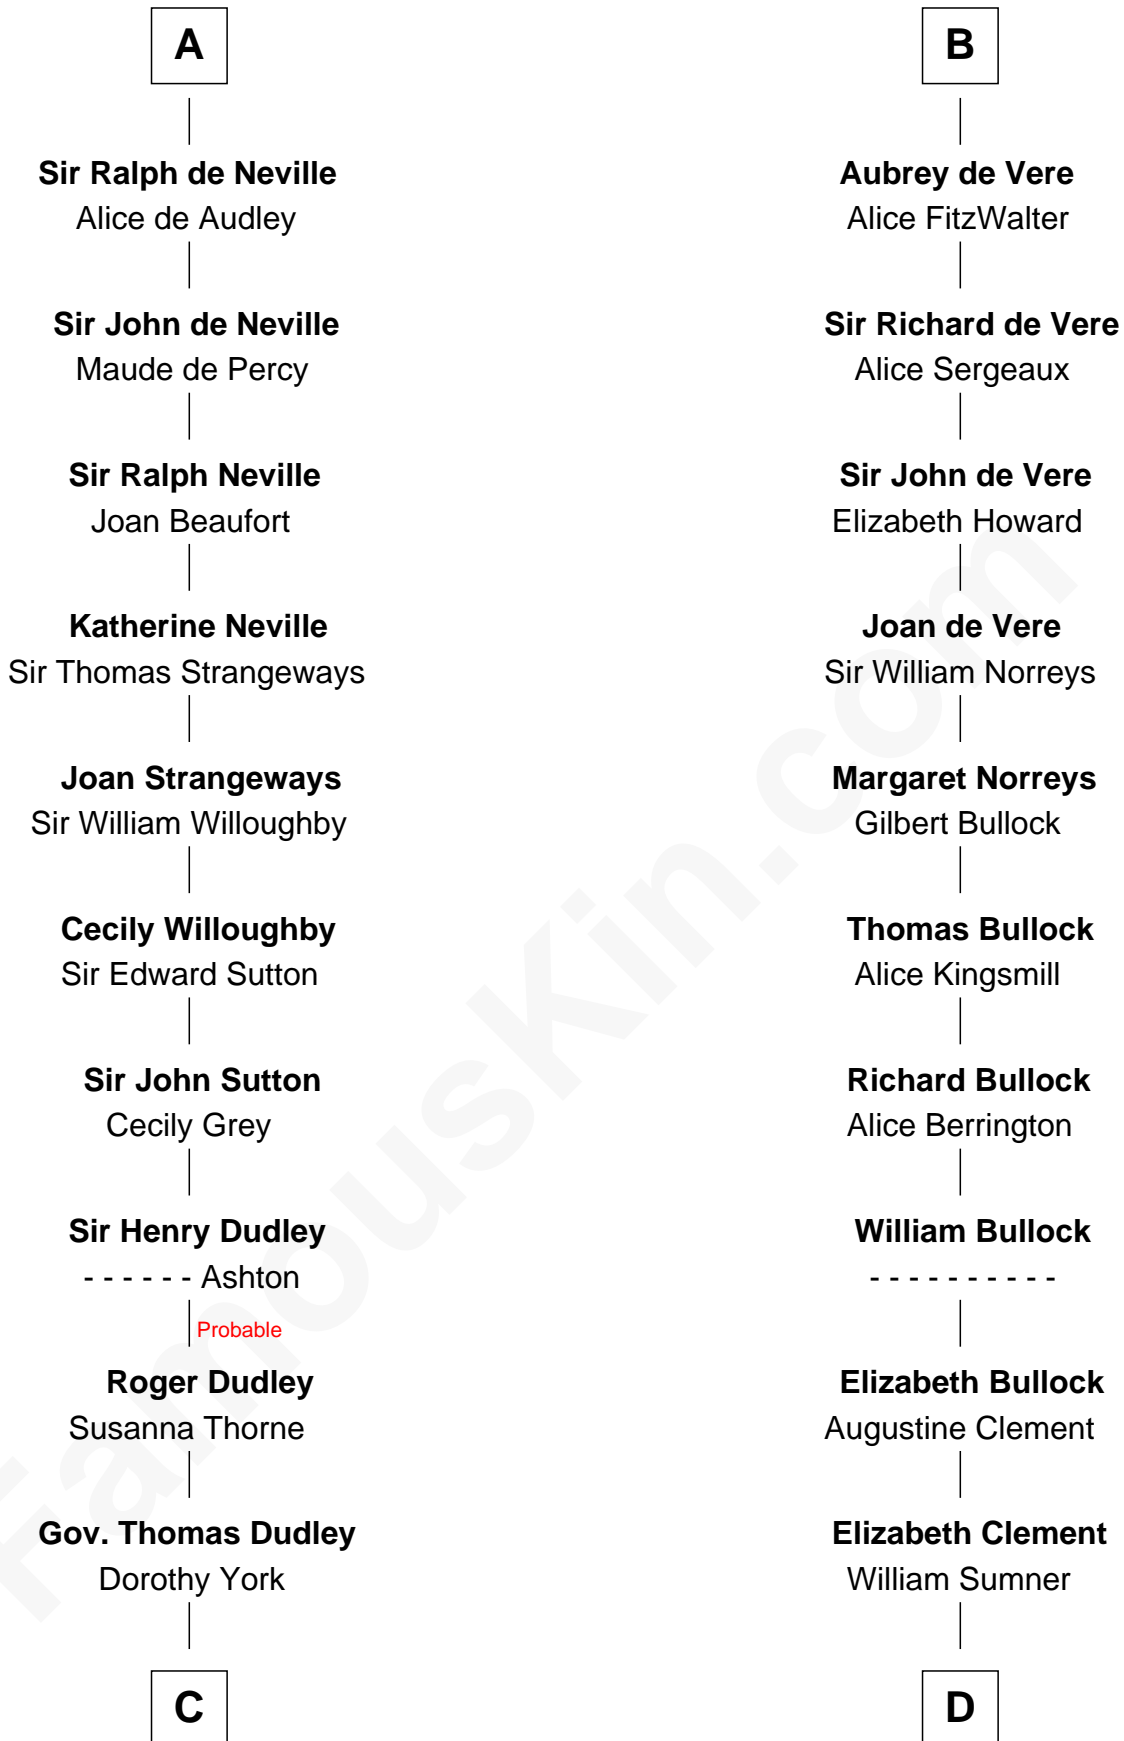 A
Sir Ralph de Neville
Alice de Audley
Sir John de Neville
Maude de Percy
Sir Ralph Neville
Joan Beaufort
Katherine Neville
Sir Thomas Strangeways
Joan Strangeways
Sir William Willoughby
Cecily Willoughby
Sir Edward Sutton
Sir John Sutton
Cecily Grey
Sir Henry Dudley
- - - - - - Ashton
Probable
Roger Dudley
Susanna Thorne
Gov. Thomas Dudley
Dorothy York
C
B
Aubrey de Vere
Alice FitzWalter
Sir Richard de Vere
Alice Sergeaux
Sir John de Vere
Elizabeth Howard
Joan de Vere
Sir William Norreys
Margaret Norreys
Gilbert Bullock
Thomas Bullock
Alice Kingsmill
Richard Bullock
Alice Berrington
William Bullock
- - - - - - - - - -
Elizabeth Bullock
Augustine Clement
Elizabeth Clement
William Sumner
D
FamousKin.com